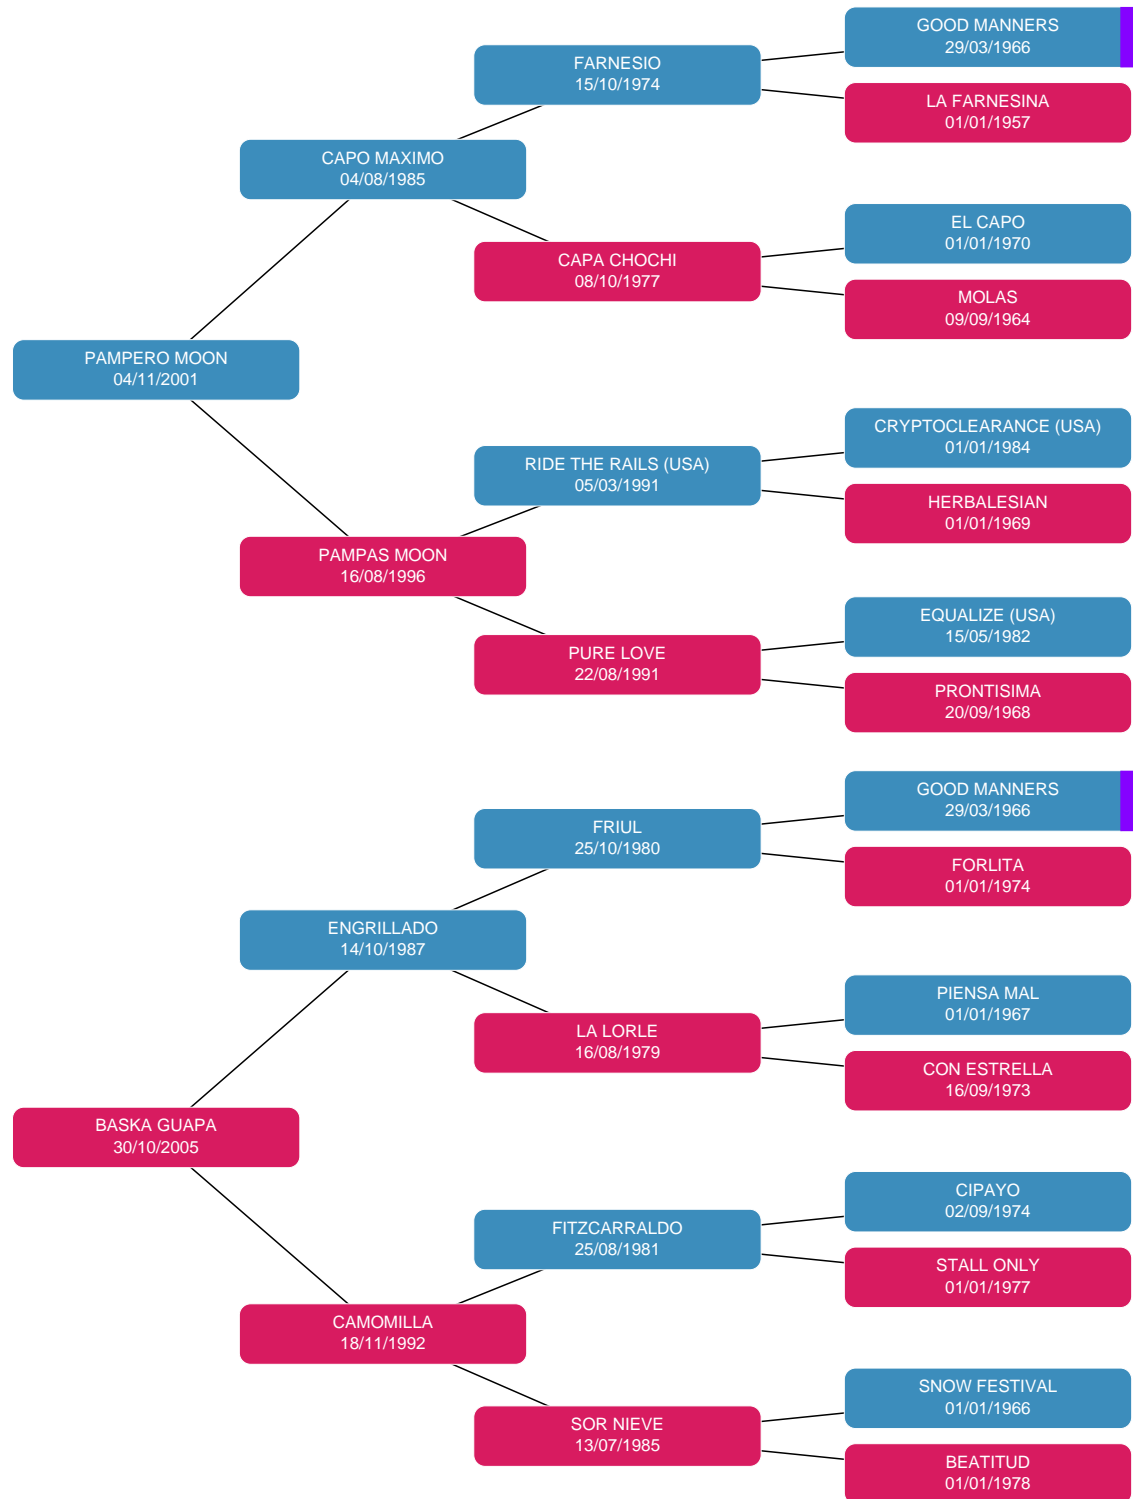 GOOD MANNERS
29/03/1966
FARNESIO
15/10/1974
LA FARNESINA
01/01/1957
CAPO MAXIMO
04/08/1985
EL CAPO
01/01/1970
CAPA CHOCHI
08/10/1977
MOLAS
09/09/1964
PAMPERO MOON
04/11/2001
CRYPTOCLEARANCE (USA)
01/01/1984
RIDE THE RAILS (USA)
05/03/1991
HERBALESIAN
01/01/1969
PAMPAS MOON
16/08/1996
EQUALIZE (USA)
15/05/1982
PURE LOVE
22/08/1991
PRONTISIMA
20/09/1968
GOOD MANNERS
29/03/1966
FRIUL
25/10/1980
FORLITA
01/01/1974
ENGRILLADO
14/10/1987
PIENSA MAL
01/01/1967
LA LORLE
16/08/1979
CON ESTRELLA
16/09/1973
BASKA GUAPA
30/10/2005
CIPAYO
02/09/1974
FITZCARRALDO
25/08/1981
STALL ONLY
01/01/1977
CAMOMILLA
18/11/1992
SNOW FESTIVAL
01/01/1966
SOR NIEVE
13/07/1985
BEATITUD
01/01/1978